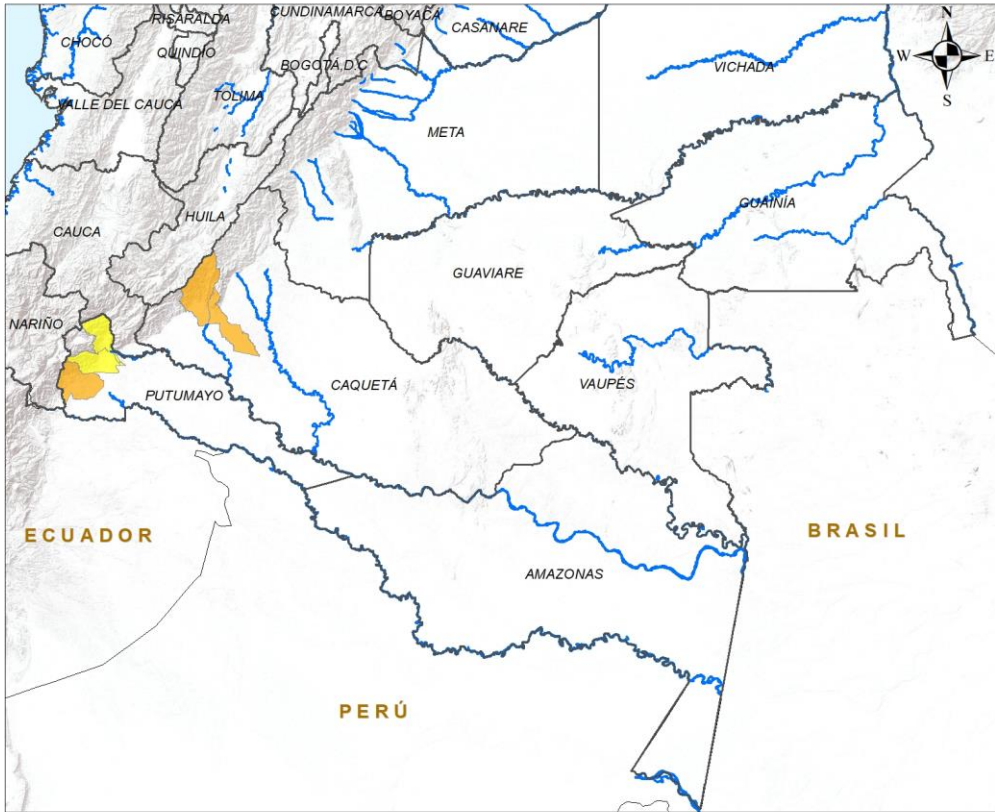 CUNDINAMARCA
BOYACÁ
RISARALDA
CASANARE
N
CHOCÓ
QUINDÍO
W
E
BOGOTÁ, D.C
VICHADA
TOLIMA
S
VALLE DEL CAUCA
META
GUAINÍA
HUILA
CAUCA
GUAVIARE
NARIÑO
CAQUETÁ
VAUPÉS
PUTUMAYO
ECUADOR
BRASIL
AMAZONAS
PERÚ